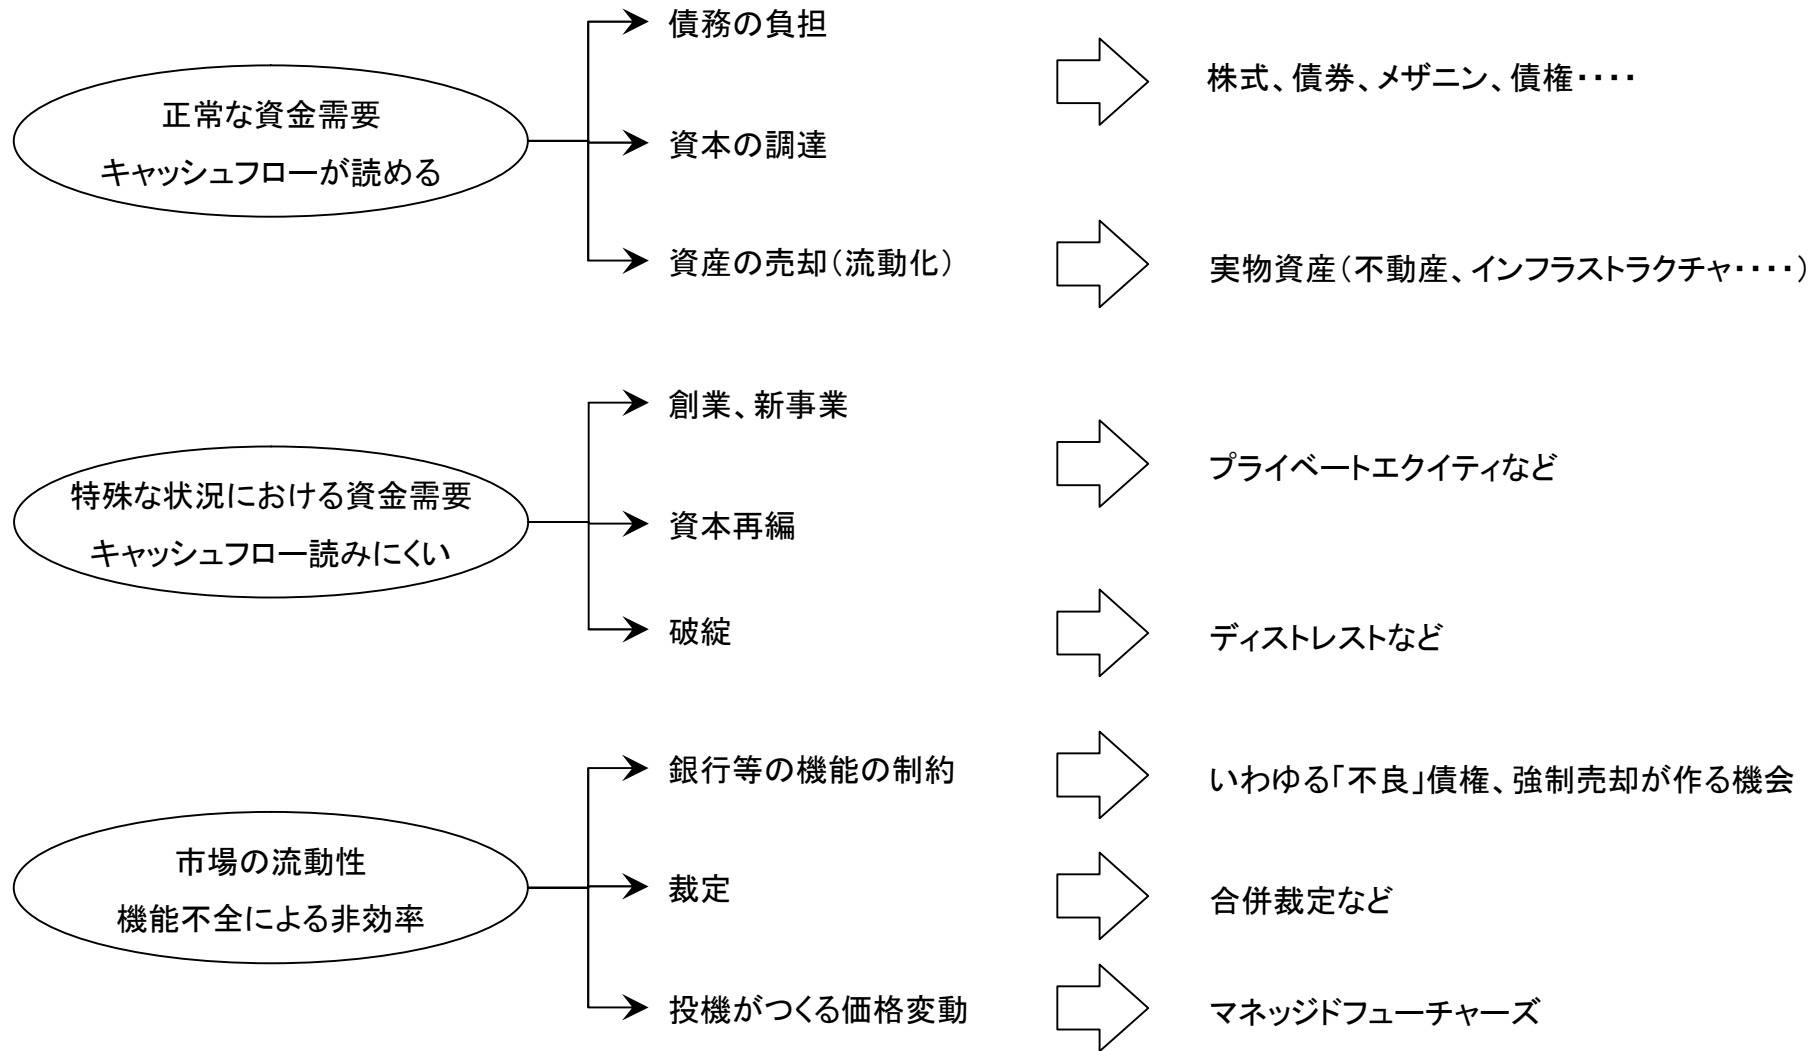 債務の負担
株式、債券、メザニン、債権････
正常な資金需要
キャッシュフローが読める
資本の調達
資産の売却（流動化）
実物資産（不動産、インフラストラクチャ････）
創業、新事業
プライベートエクイティなど
特殊な状況における資金需要
キャッシュフロー読みにくい
資本再編
破綻
ディストレストなど
銀行等の機能の制約
いわゆる「不良」債権、強制売却が作る機会
市場の流動性
機能不全による非効率
裁定
合併裁定など
投機がつくる価格変動
マネッジドフューチャーズ